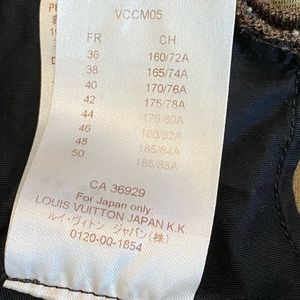 VCCM05
FR CH
36 160/72A
38 165/74A
40 170/76A
42 175/78A
44 175/80A
46 180/82A
48 185/84A
50 185/88A
CA 36929
For Japan only:
LOUIS VUITTON JAPAN K.K.
ルイ・ヴィトン ジャパン(株)
0120-00-1854